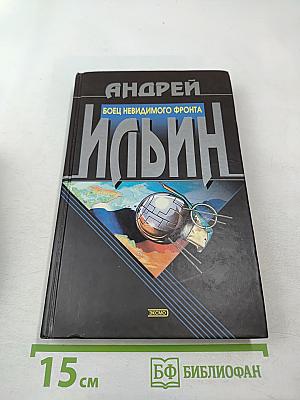 АНДРЕЙ
БОЕЦ НЕВИДИМОГО ФРОНТА
ИЛЬИН
ЭКСМО
15 см
БФ БИБЛИОФАН